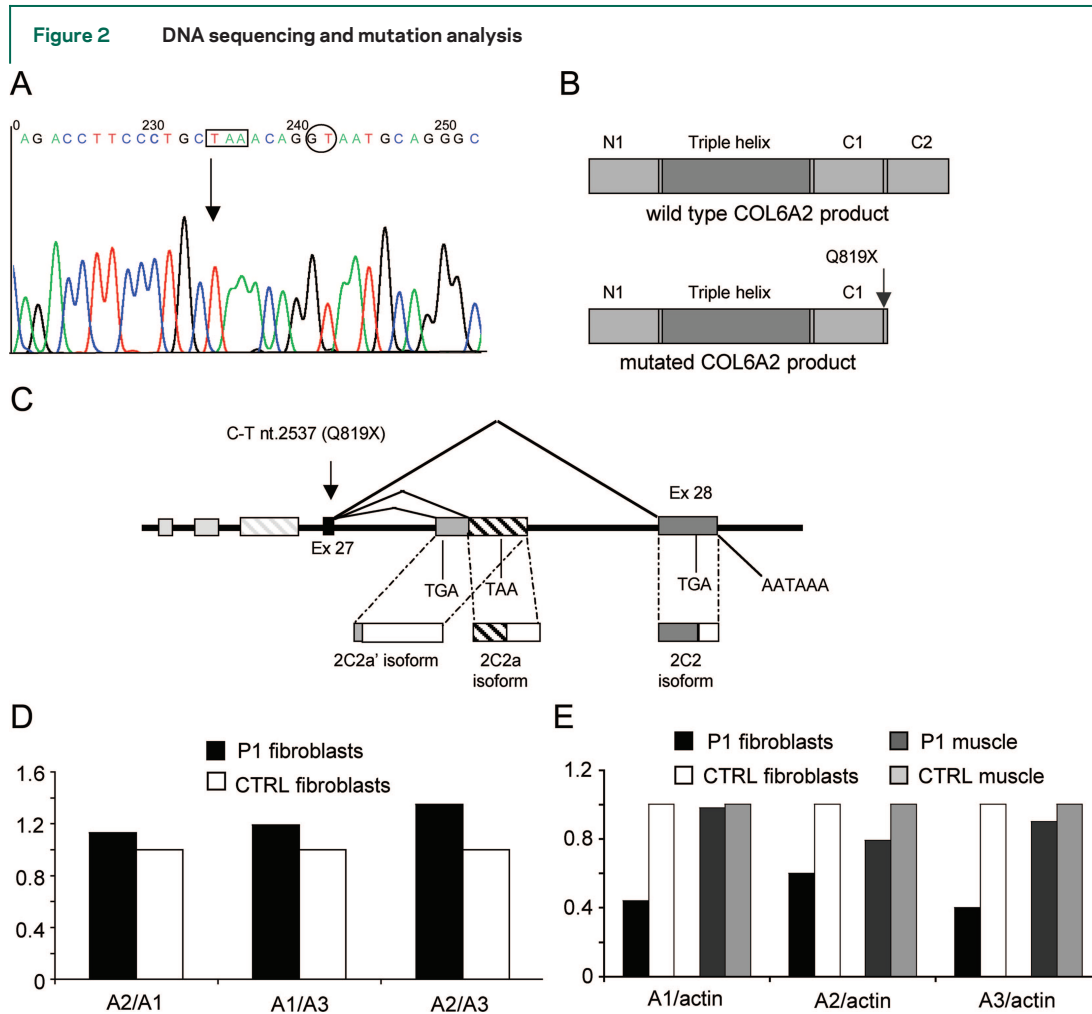 Figure 2 DNA sequencing and mutation analysis
A
0 230 240 250
A G A C C T T C C C T G C T A A A C A G G T A A T G C A G G G C
B
N1 Triple helix C1 C2
wild type COL6A2 product
Q819X
N1 Triple helix C1
mutated COL6A2 product
C
C-T nt.2537 (Q819X)
Ex 28
Ex 27
TGA TAA TGA AATAAA
2C2a' isoform 2C2a isoform 2C2 isoform
D
P1 fibroblasts
CTRL fibroblasts
1.6
1.2
0.8
0.4
0
A2/A1 A1/A3 A2/A3
E
P1 fibroblasts P1 muscle
CTRL fibroblasts CTRL muscle
1.2
0.8
0.4
0
A1/actin A2/actin A3/actin